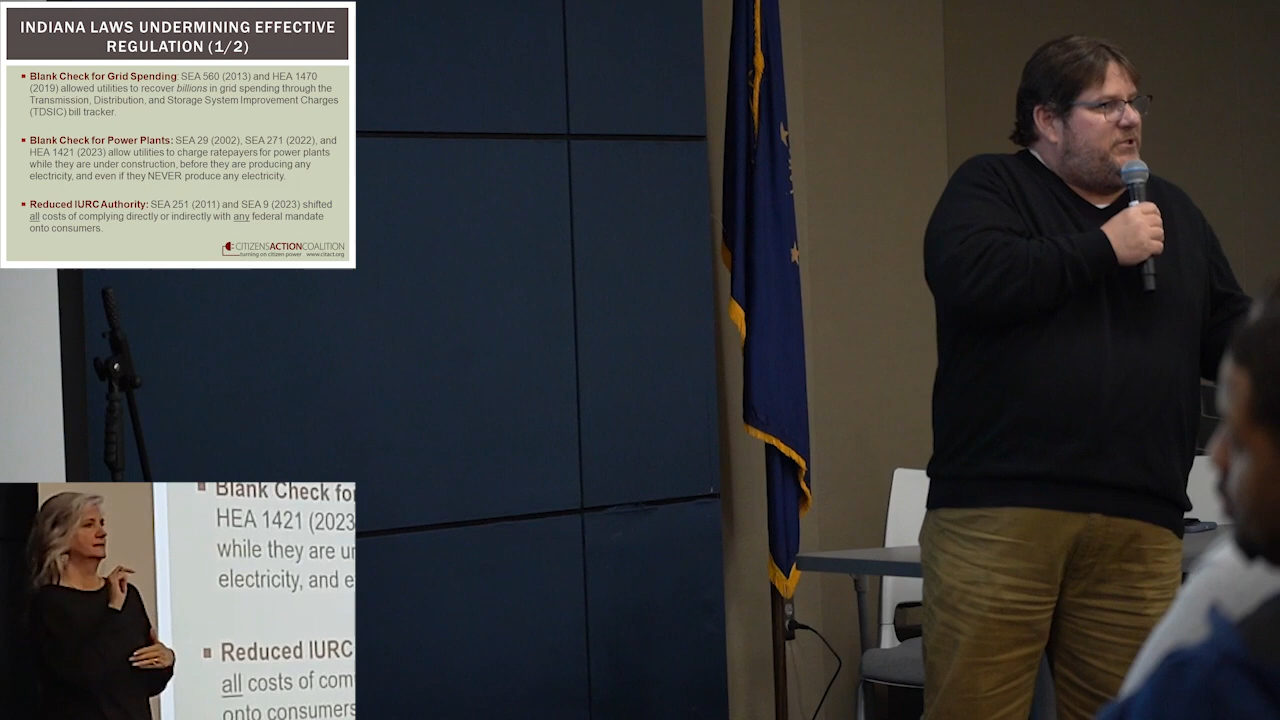 INDIANA LAWS UNDERMINING EFFECTIVE
REGULATION (1/2)
▪ Blank Check for Grid Spending: SEA 560 (2013) and HEA 1470
(2019) allowed utilities to recover billions in grid spending through the
Transmission, Distribution, and Storage System Improvement Charges
(TDSIC) bill tracker.
▪ Blank Check for Power Plants: SEA 29 (2002), SEA 271 (2022), and
HEA 1421 (2023) allow utilities to charge ratepayers for power plants
while they are under construction, before they are producing any
electricity, and even if they NEVER produce any electricity.
▪ Reduced IURC Authority: SEA 251 (2011) and SEA 9 (2023) shifted
all costs of complying directly or indirectly with any federal mandate
onto consumers.
CITIZENSACTIONCOALITION
turning on citizen power www.citact.org
▪ Blank Check for
HEA 1421 (2023
while they are ur
electricity, and e
▪ Reduced IURC
all costs of com
onto consumers